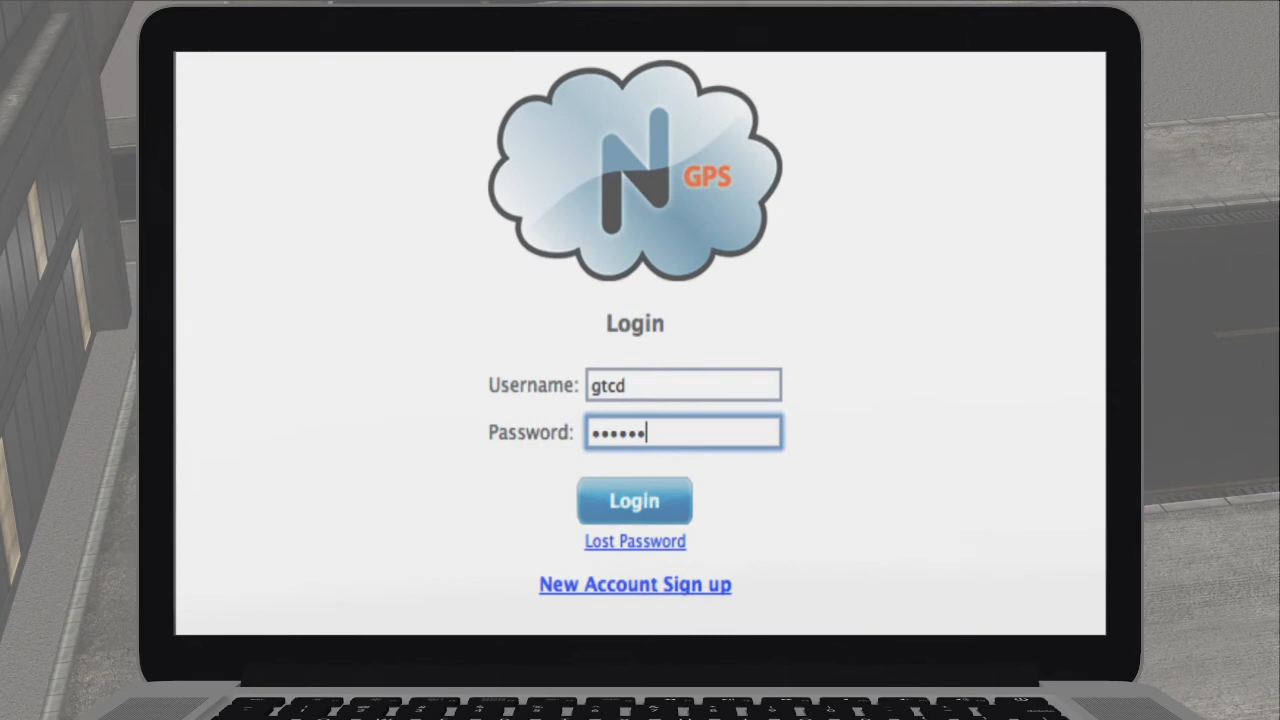 N GPS
Login
Username: gtcd
Password: ••••••
Login
Lost Password
New Account Sign up